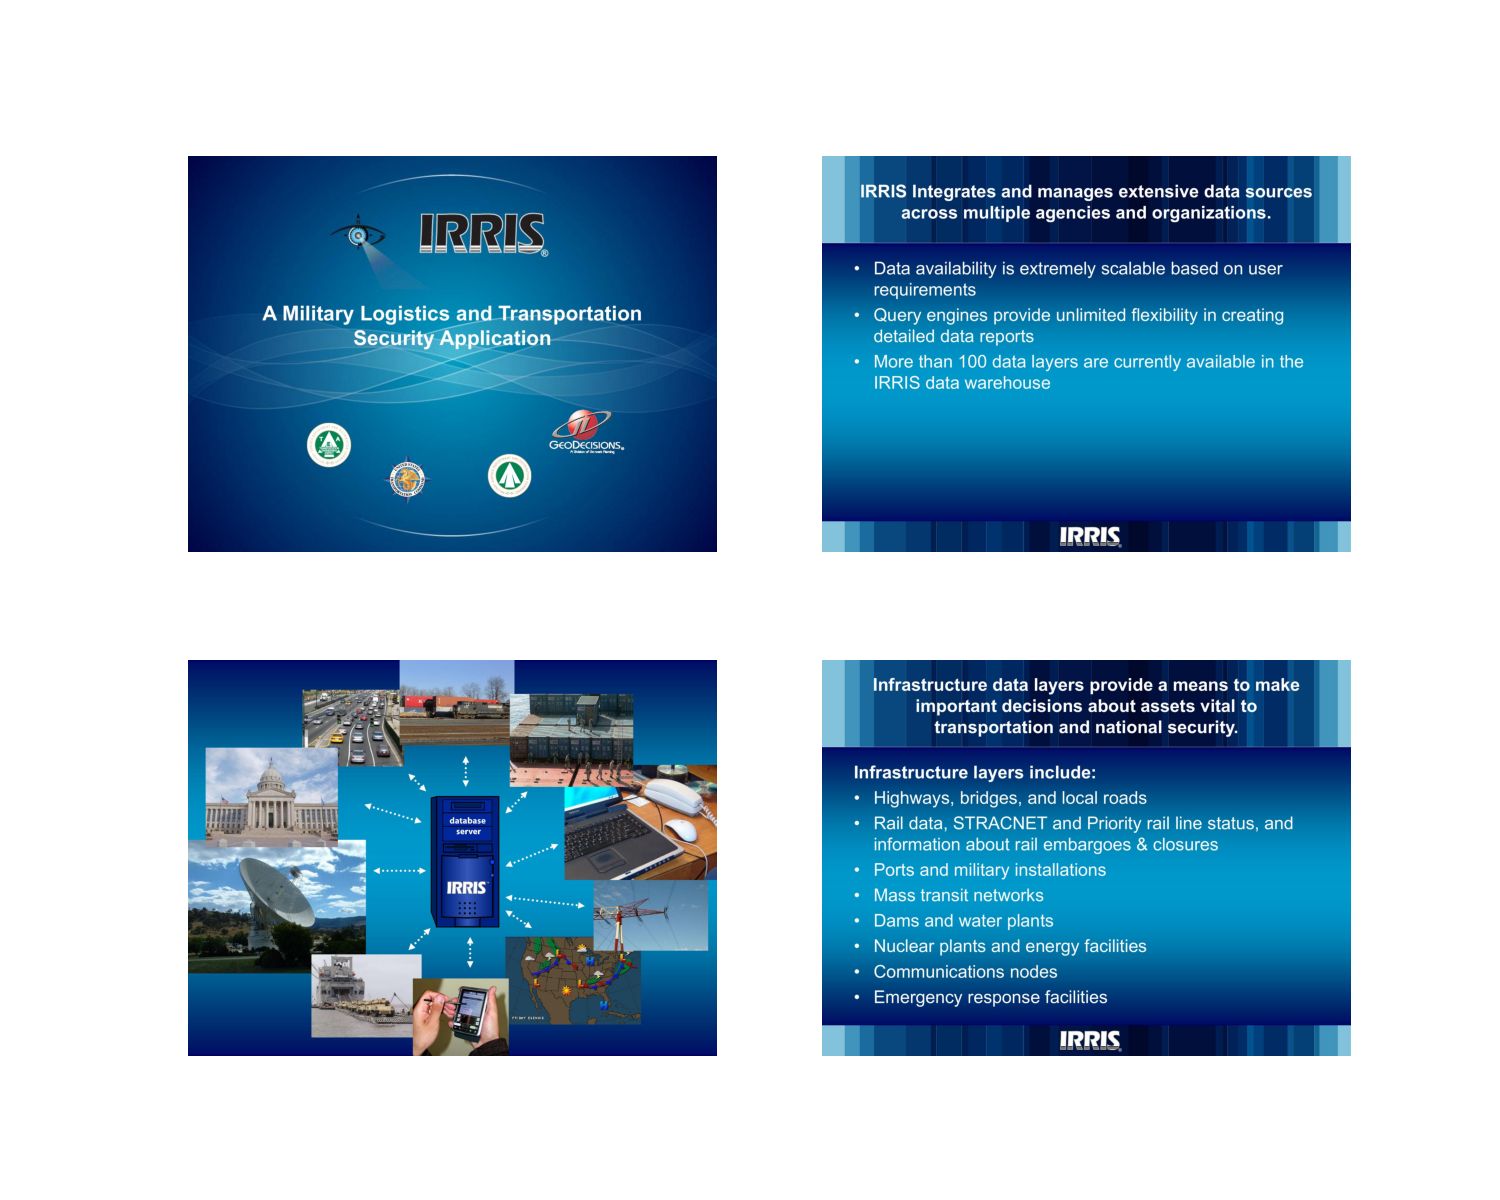 IRRIS®
A Military Logistics and Transportation
Security Application
T A
UNITED STATES
GEODECISIONS
IRRIS Integrates and manages extensive data sources
across multiple agencies and organizations.
• Data availability is extremely scalable based on user
requirements
• Query engines provide unlimited flexibility in creating
detailed data reports
• More than 100 data layers are currently available in the
IRRIS data warehouse
IRRIS
database
server
IRRIS
Infrastructure data layers provide a means to make
important decisions about assets vital to
transportation and national security.
Infrastructure layers include:
• Highways, bridges, and local roads
• Rail data, STRACNET and Priority rail line status, and
information about rail embargoes & closures
• Ports and military installations
• Mass transit networks
• Dams and water plants
• Nuclear plants and energy facilities
• Communications nodes
• Emergency response facilities
IRRIS